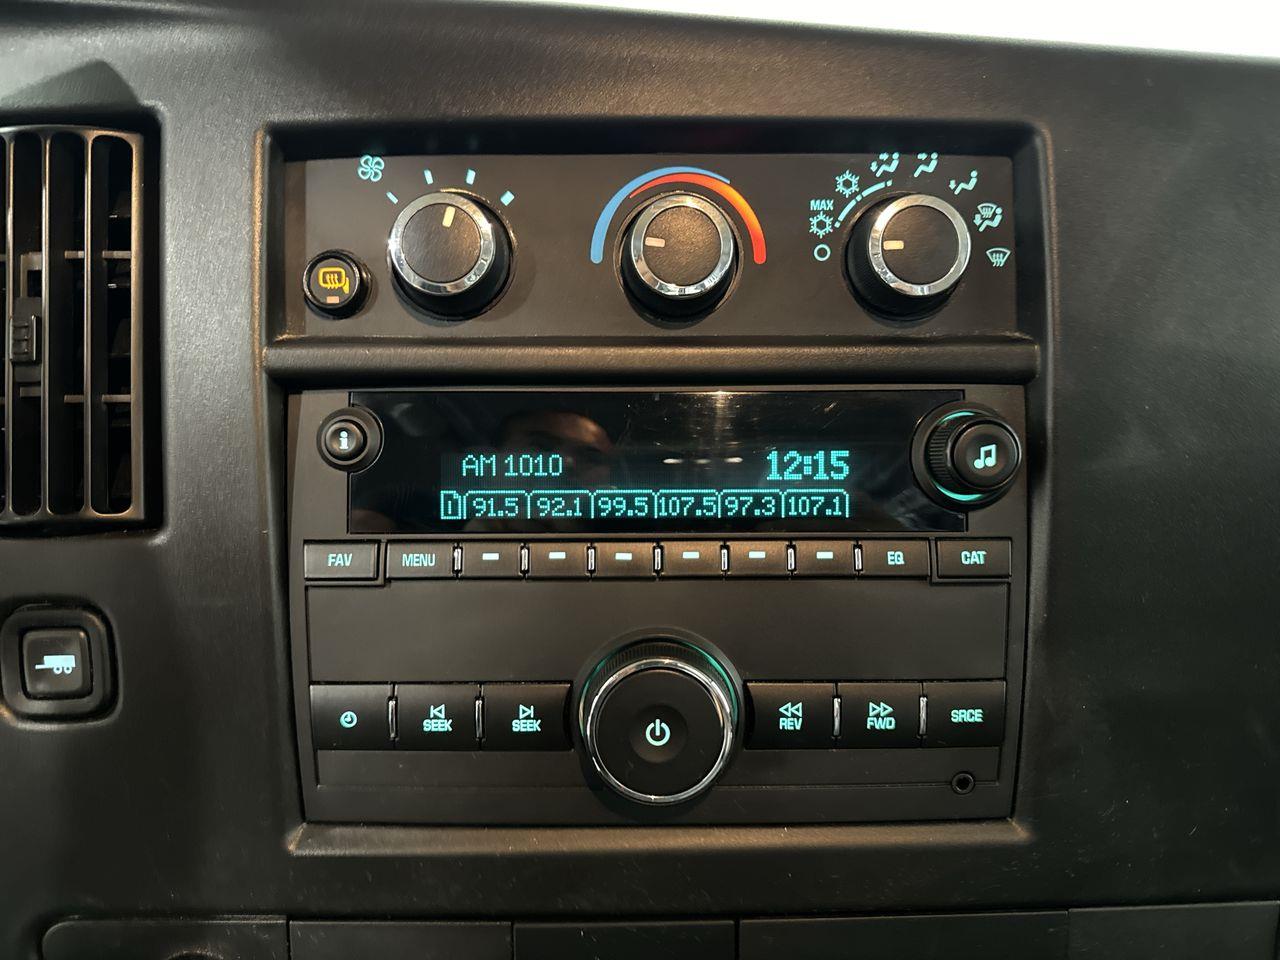 MAX
AM 1010 12:15
1 91.5 92.1 99.5 107.5 97.3 107.1
FAV MENU EQ CAT
SEEK SEEK REV FWD SRCE